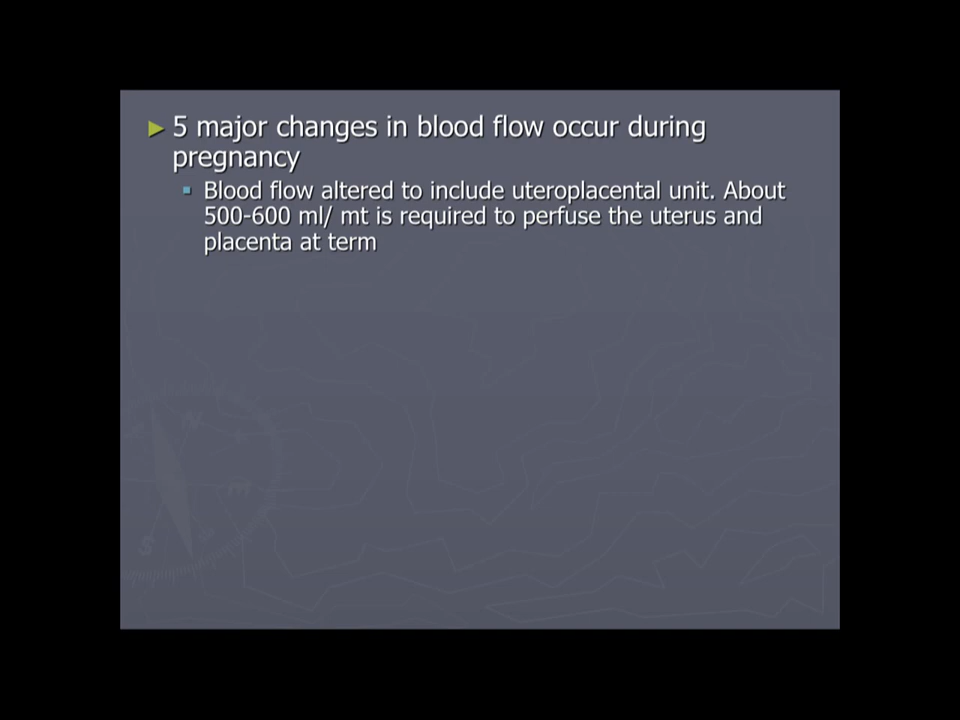 5 major changes in blood flow occur during
pregnancy
Blood flow altered to include uteroplacental unit. About
500-600 ml/ mt is required to perfuse the uterus and
placenta at term
N
m
S